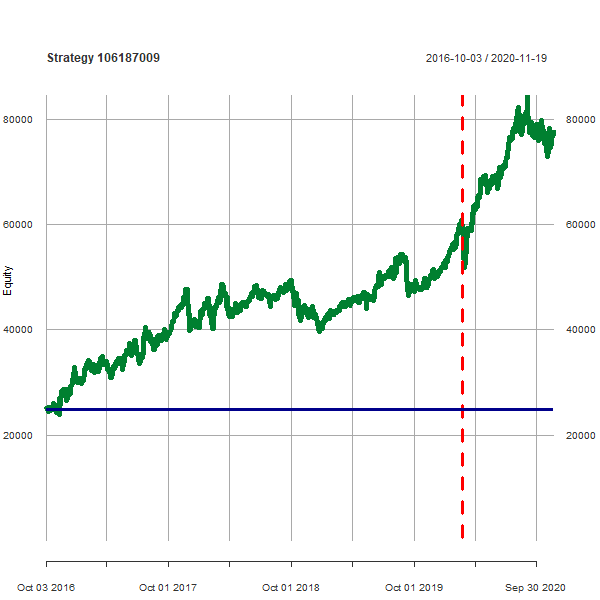 Strategy 106187009
2016-10-03 / 2020-11-19
80000
80000
60000
60000
Equity
40000
40000
20000
20000
Oct 03 2016
Oct 01 2017
Oct 01 2018
Oct 01 2019
Sep 30 2020